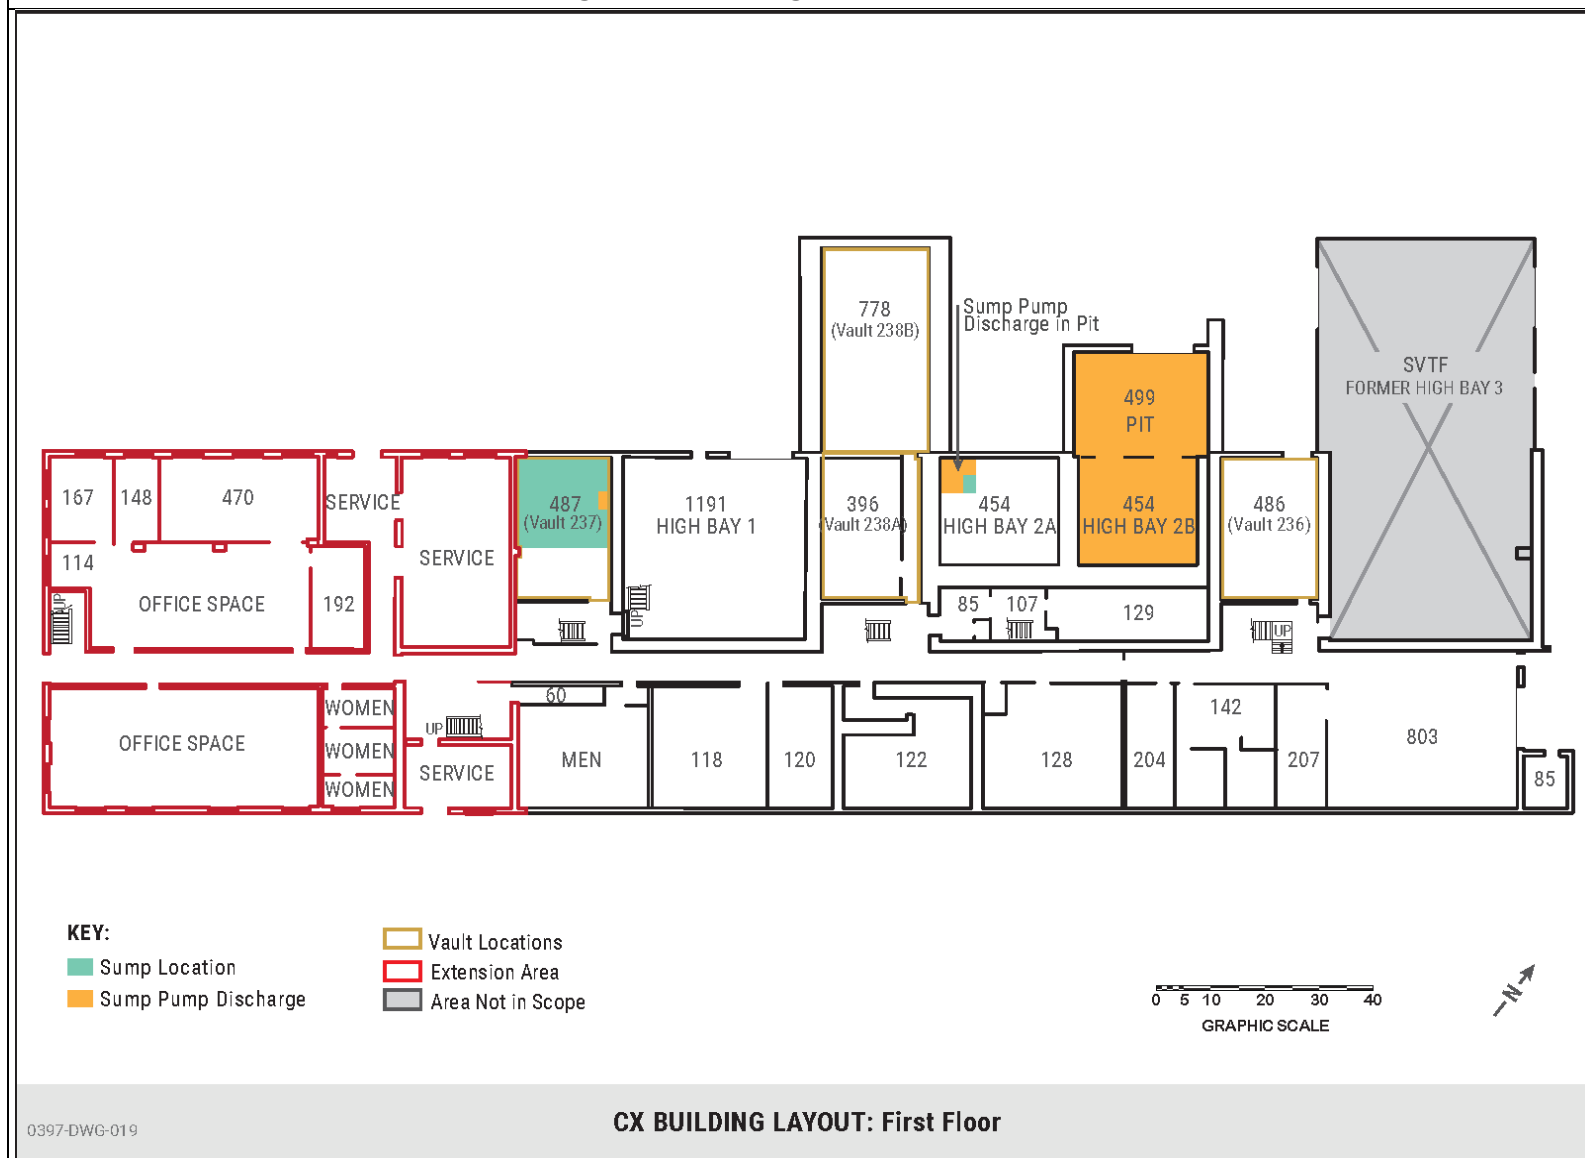 778
(Vault 238B)
Sump Pump
Discharge in Pit
SVTF
FORMER HIGH BAY 3
499
PIT
167
148
470
SERVICE
SERVICE
487
(Vault 237)
1191
HIGH BAY 1
396
(Vault 238A)
454
HIGH BAY 2A
454
HIGH BAY 2B
486
(Vault 236)
114
OFFICE SPACE
192
UP
UP
85
107
129
UP
OFFICE SPACE
WOMEN
WOMEN
WOMEN
UP
SERVICE
60
MEN
118
120
122
128
204
142
207
803
85
KEY:
Sump Location
Sump Pump Discharge
Vault Locations
Extension Area
Area Not in Scope
0 5 10 20 30 40
GRAPHIC SCALE
N
0397-DWG-019
CX BUILDING LAYOUT: First Floor